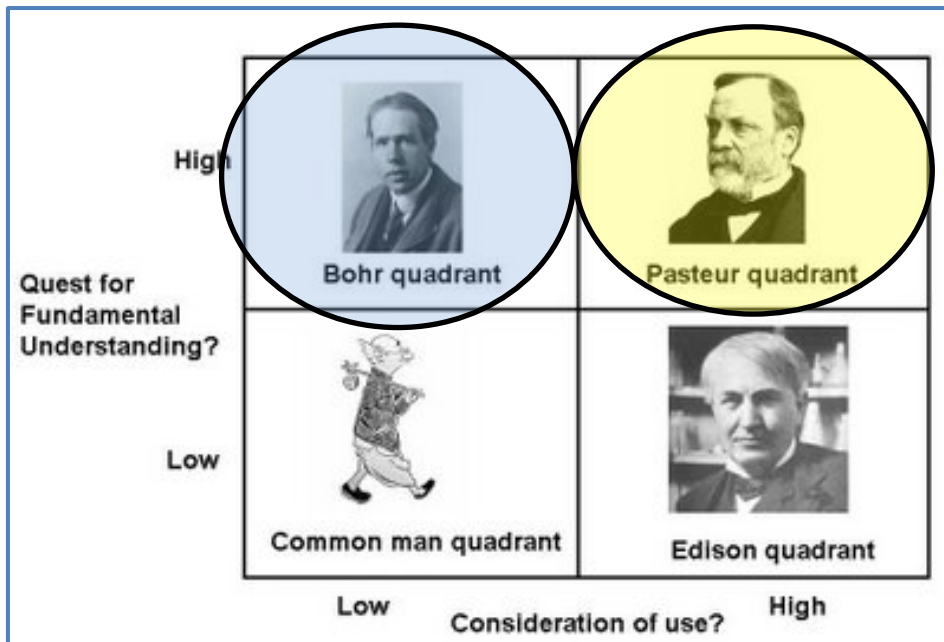 High
Bohr quadrant
Pasteur quadrant
Quest for
Fundamental
Understanding?
Low
Common man quadrant
Edison quadrant
Low
High
Consideration of use?